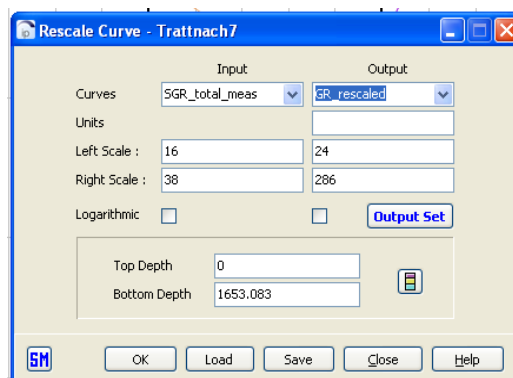 Rescale Curve - Trattnach7
Input Output
Curves SGR_total_meas GR_rescaled
Units
Left Scale : 16 24
Right Scale : 38 286
Logarithmic Output Set
Top Depth 0
Bottom Depth 1653.083
SM OK Load Save Close Help